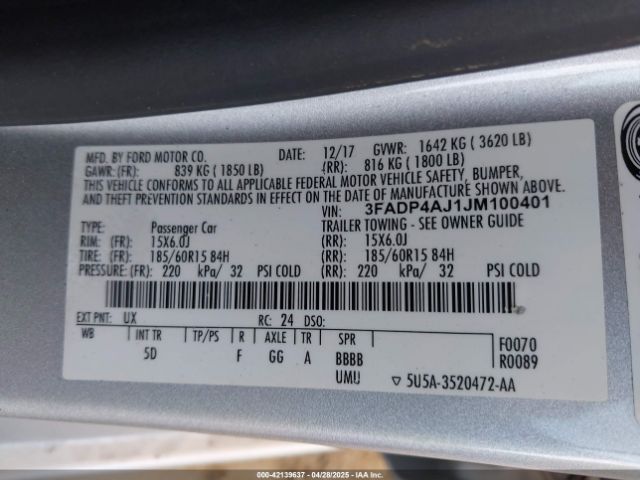 MFD. BY FORD MOTOR CO. DATE: 12/17 GVWR: 1642 KG ( 3620 LB)
GAWR:(FR): 839 KG ( 1850 LB) (RR): 816 KG ( 1800 LB)
THIS VEHICLE CONFORMS TO ALL APPLICABLE FEDERAL MOTOR VEHICLE SAFETY, BUMPER,
AND THEFT PREVENTION STANDARDS IN EFFECT ON THE DATE OF MANUFACTURE SHOWN ABOVE.
VIN: 3FADP4AJ1JM100401
TYPE: Passenger Car TRAILER TOWING - SEE OWNER GUIDE
RIM: (FR) 15X6.0J (RR): 15X6.0J
TIRE: (FR) 185/60R15 84H (RR): 185/60R15 84H
PRESSURE: (FR): 220 kPa/ 32 PSI COLD (RR): 220 kPa/ 32 PSI COLD
EXT PNT: UX RC: 24 DSO:
WB INT TR TP/PS R AXLE TR SPR F0070
5D F GG A BBBB R0089
UMU ▽ 5U5A-3520472-AA
000-42139637 - 04/28/2025 - IAA Inc.